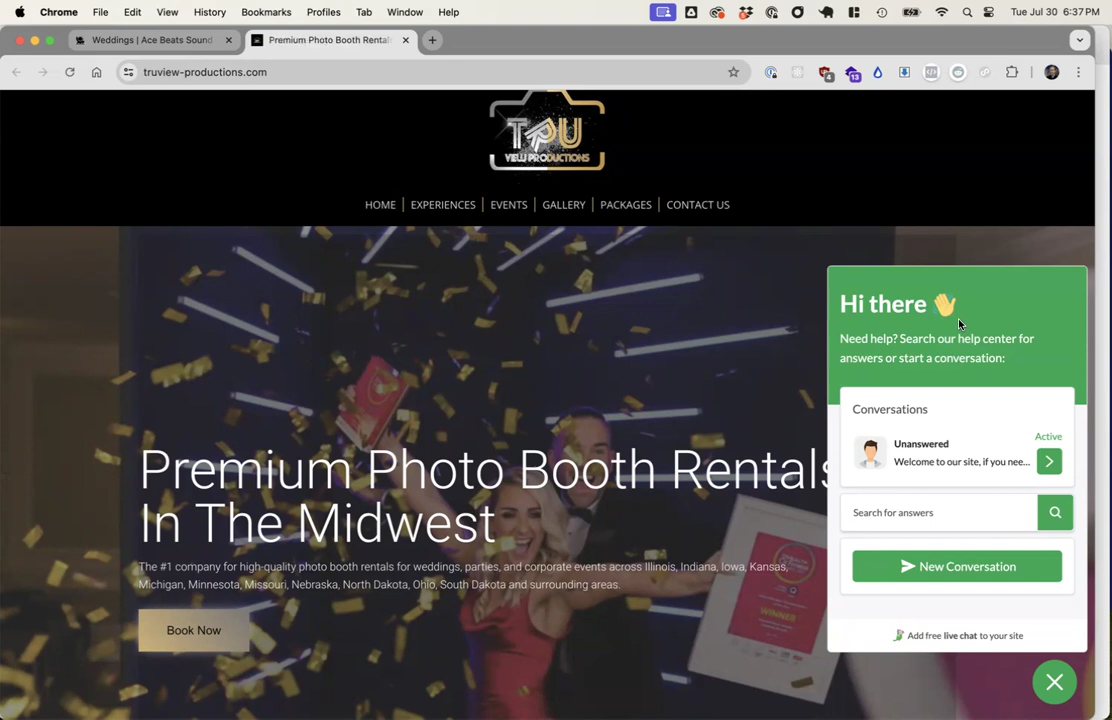 Chrome File Edit View History Bookmarks Profiles Tab Window Help Tue Jul 30 6:37 PM
Weddings | Ace Beats Sound
Premium Photo Booth Rental
truview-productions.com
4
13
TRU
VIEW PRODUCTIONS
HOME EXPERIENCES EVENTS GALLERY PACKAGES CONTACT US
Premium Photo Booth Rentals
In The Midwest
The #1 company for high-quality photo booth rentals for weddings, parties, and corporate events across Illinois, Indiana, Iowa, Kansas,
Michigan, Minnesota, Missouri, Nebraska, North Dakota, Ohio, South Dakota and surrounding areas.
Book Now
WINNER
Hi there 👋
Need help? Search our help center for
answers or start a conversation:
Conversations
Unanswered
Active
Welcome to our site, if you nee...
Search for answers
New Conversation
Add free live chat to your site